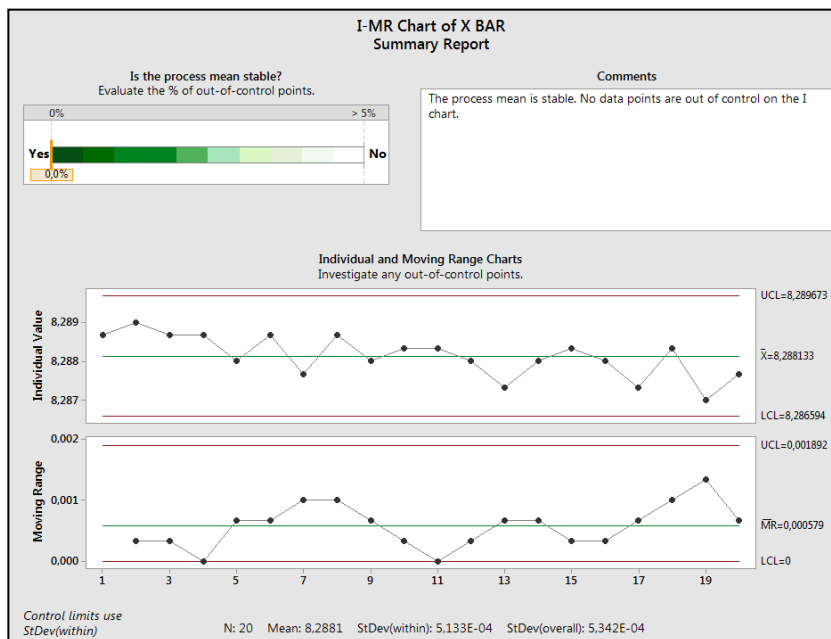 I-MR Chart of X BAR
Summary Report
Is the process mean stable?
Evaluate the % of out-of-control points.
0% > 5%
Yes No
0,0%
Comments
The process mean is stable. No data points are out of control on the I
chart.
Individual and Moving Range Charts
Investigate any out-of-control points.
Individual Value
8,289
8,288
8,287
UCL=8,289673
X̄=8,288133
LCL=8,286594
Moving Range
0,002
0,001
0,000
UCL=0,001892
M̅R̅=0,000579
LCL=0
1 3 5 7 9 11 13 15 17 19
Control limits use
StDev(within)
N: 20 Mean: 8,2881 StDev(within): 5,133E-04 StDev(overall): 5,342E-04